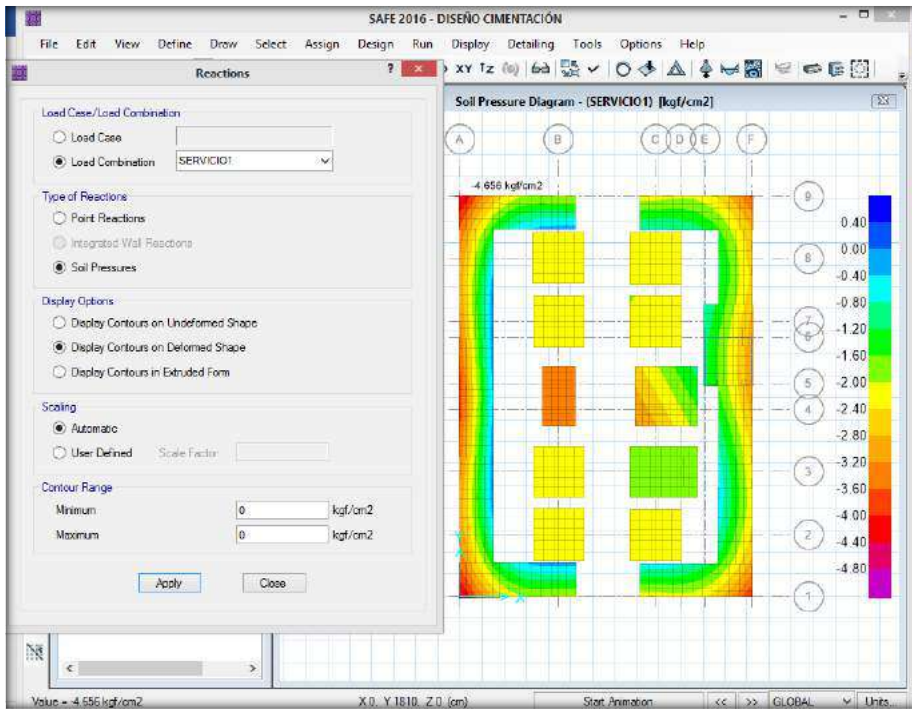 SAFE 2016 - DISEÑO CIMENTACIÓN
File Edit View Define Draw Select Assign Design Run Display Detailing Tools Options Help
Reactions
? ×
XY
Load Case/Load Combination
Load Case
Load Combination SERVICIO1
Type of Reactions
Point Reactions
Integrated Wall Reactions
Soil Pressures
Display Options
Display Contours on Undeformed Shape
Display Contours on Deformed Shape
Display Contours in Extruded Form
Scaling
Automatic
User Defined Scale Factor
Contour Range
Minimum 0 kgf/cm2
Maximum 0 kgf/cm2
Apply Close
Soil Pressure Diagram - (SERVICIO1) [kgf/cm2]
A B C D E F
-4.656 kgf/cm2
9
8
7
6
5
4
3
2
1
X
0.40
0.00
-0.40
-0.80
-1.20
-1.60
-2.00
-2.40
-2.80
-3.20
-3.60
-4.00
-4.40
-4.80
Value = -4.656 kgf/cm2 X 0, Y 1810, Z 0 (cm) Start Animation << >> GLOBAL Units...